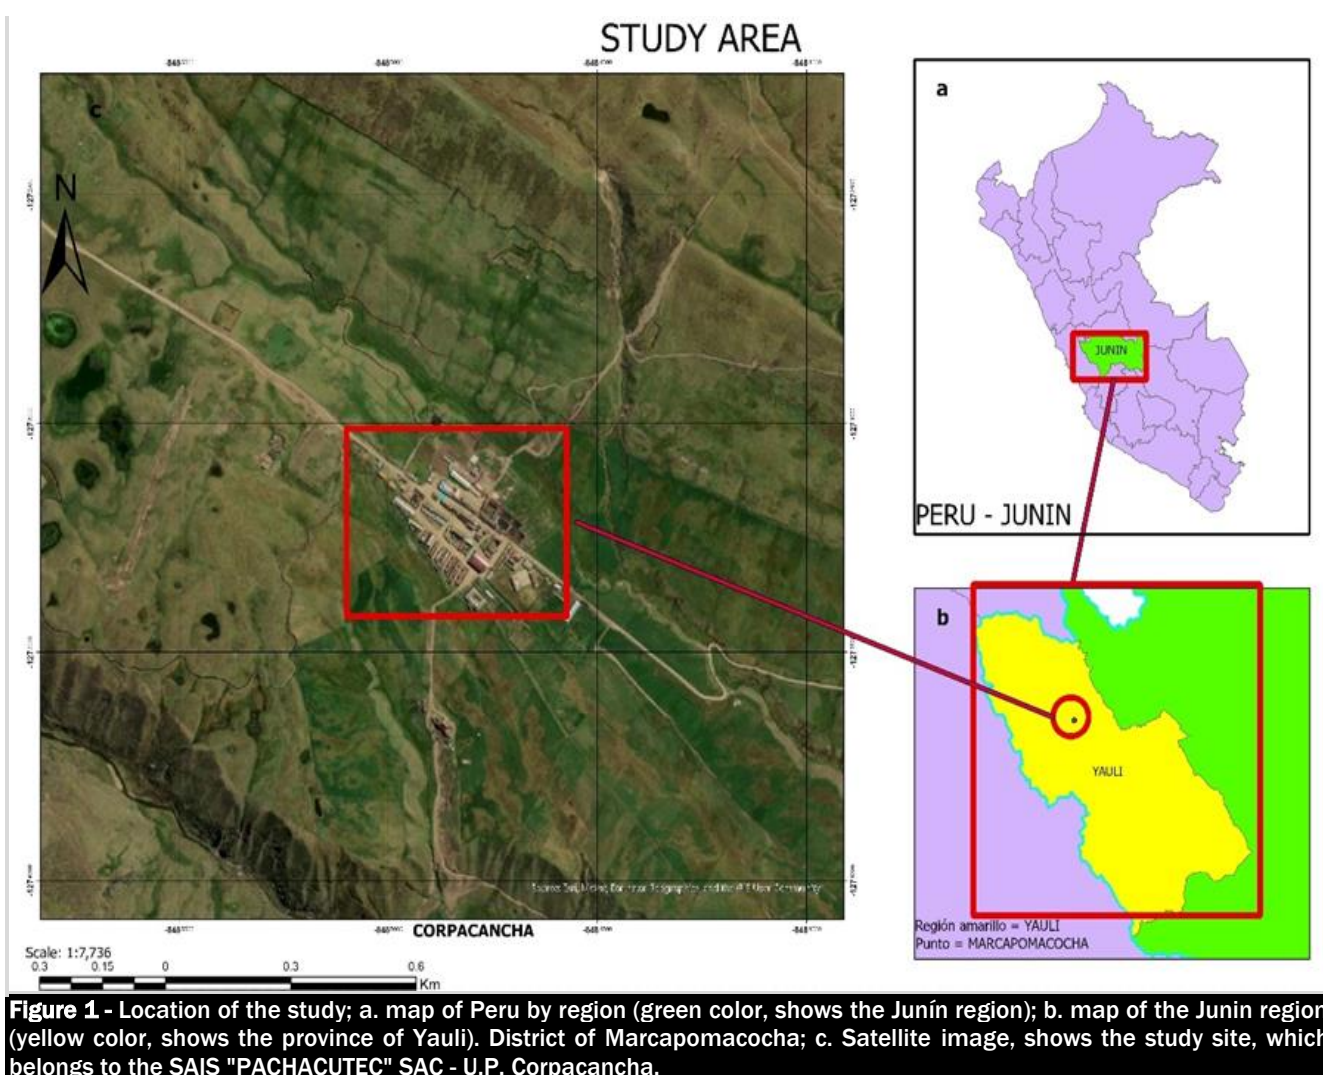 STUDY AREA
c
N
a
JUNIN
PERU - JUNIN
b
YAULI
Región amarillo = YAULI
Punto = MARCAPOMACOCHA
CORPACANCHA
Scale: 1:7,736
0.3 0.15 0 0.3 0.6
Km
Figure 1 - Location of the study; a. map of Peru by region (green color, shows the Junín region); b. map of the Junin region
(yellow color, shows the province of Yauli). District of Marcapomacocha; c. Satellite image, shows the study site, which
belongs to the SAIS "PACHACUTEC" SAC - U.P. Corpacancha.